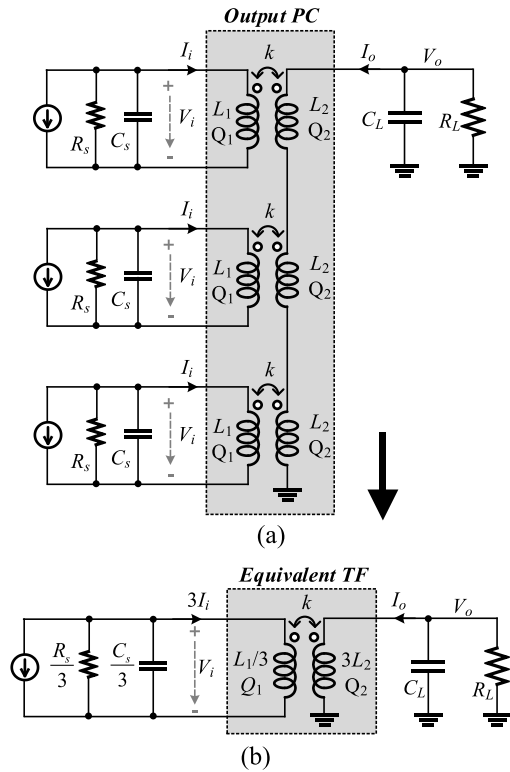 Output PC
I_i k I_o V_o
+ V_i -
R_s C_s
L_1 Q_1 L_2 Q_2
C_L R_L
I_i k
+ V_i -
R_s C_s
L_1 Q_1 L_2 Q_2
I_i k
+ V_i -
R_s C_s
L_1 Q_1 L_2 Q_2
(a)
Equivalent TF
3I_i k I_o V_o
+ V_i -
R_s/3 C_s/3
L_1/3 Q_1 3L_2 Q_2
C_L R_L
(b)